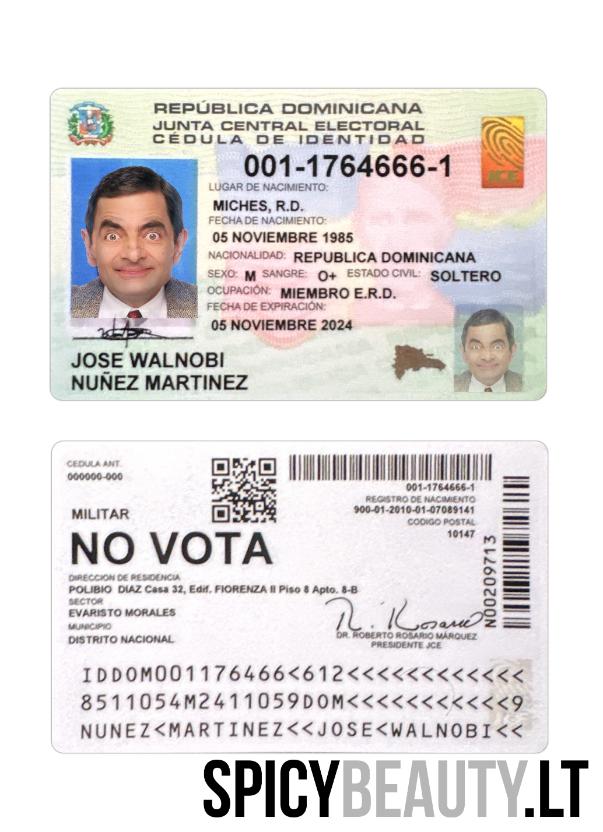 REPÚBLICA DOMINICANA
JUNTA CENTRAL ELECTORAL
CÉDULA DE IDENTIDAD
001-1764666-1
JCE
LUGAR DE NACIMIENTO:
MICHES, R.D.
FECHA DE NACIMIENTO:
05 NOVIEMBRE 1985
NACIONALIDAD: REPUBLICA DOMINICANA
SEXO: M SANGRE: O+ ESTADO CIVIL: SOLTERO
OCUPACIÓN: MIEMBRO E.R.D.
FECHA DE EXPIRACIÓN:
05 NOVIEMBRE 2024
JOSE WALNOBI
NUÑEZ MARTINEZ
CEDULA ANT.
000000-000
001-1764666-1
REGISTRO DE NACIMIENTO
900-01-2010-01-07089141
CODIGO POSTAL
10147
MILITAR
NO VOTA
N00209713
DIRECCION DE RESIDENCIA
POLIBIO DIAZ Casa 32, Edif. FIORENZA II Piso 8 Apto. 8-B
SECTOR
EVARISTO MORALES
MUNICIPIO
DISTRITO NACIONAL
R. Rosario
DR. ROBERTO ROSARIO MÁRQUEZ
PRESIDENTE JCE
IDDOM001176466<612<<<<<<<<<<<<
8511054M2411059DOM<<<<<<<<<<<9
NUNEZ<MARTINEZ<<JOSE<WALNOBI<<
SPICYBEAUTY.LT